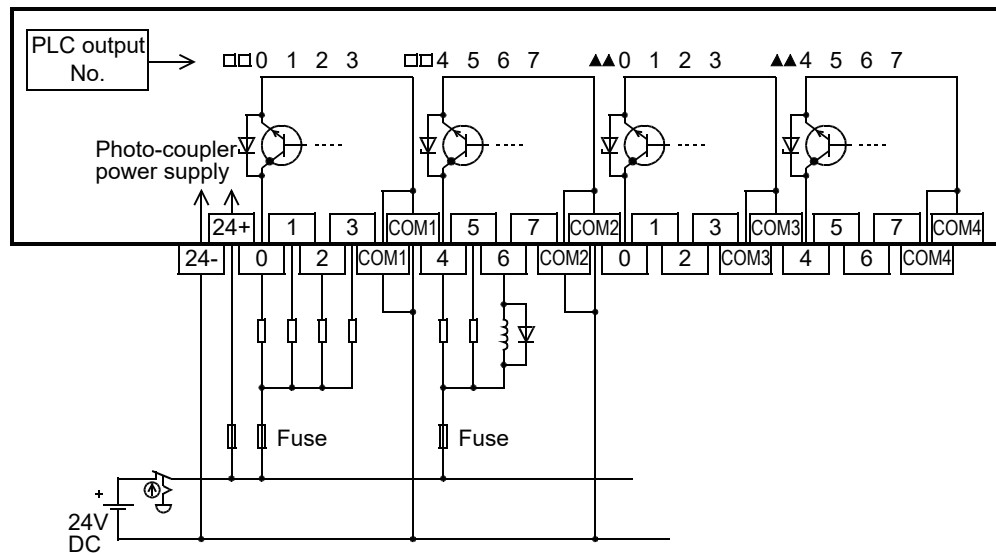 PLC output
No.
□□0 1 2 3 □□4 5 6 7 ▲▲0 1 2 3 ▲▲4 5 6 7
Photo-coupler
power supply
24+ 1 3 COM1 5 7 COM2 1 3 COM3 5 7 COM4
24- 0 2 COM1 4 6 COM2 0 2 COM3 4 6 COM4
Fuse Fuse
+
24V
DC